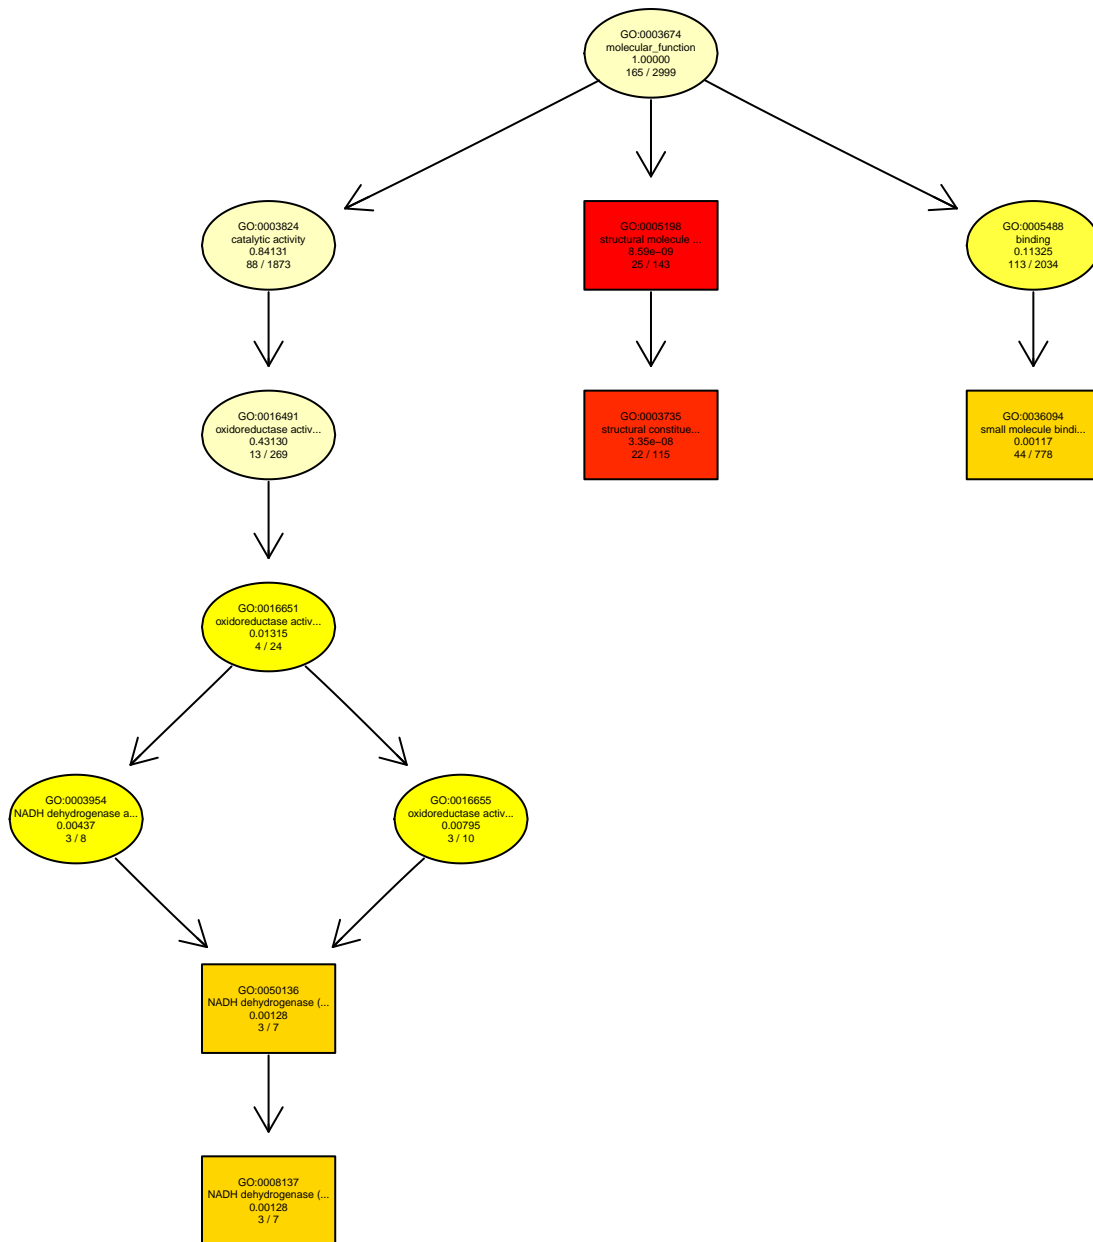 GO:0003674
molecular_function
1.00000
165 / 2999
GO:0003824
catalytic activity
0.84131
88 / 1873
GO:0005198
structural molecule ...
8.59e−09
25 / 143
GO:0005488
binding
0.11325
113 / 2034
GO:0016491
oxidoreductase activ...
0.43130
13 / 269
GO:0003735
structural constitue...
3.35e−08
22 / 115
GO:0036094
small molecule bindi...
0.00117
44 / 778
GO:0016651
oxidoreductase activ...
0.01315
4 / 24
GO:0003954
NADH dehydrogenase a...
0.00437
3 / 8
GO:0016655
oxidoreductase activ...
0.00795
3 / 10
GO:0050136
NADH dehydrogenase (...
0.00128
3 / 7
GO:0008137
NADH dehydrogenase (...
0.00128
3 / 7